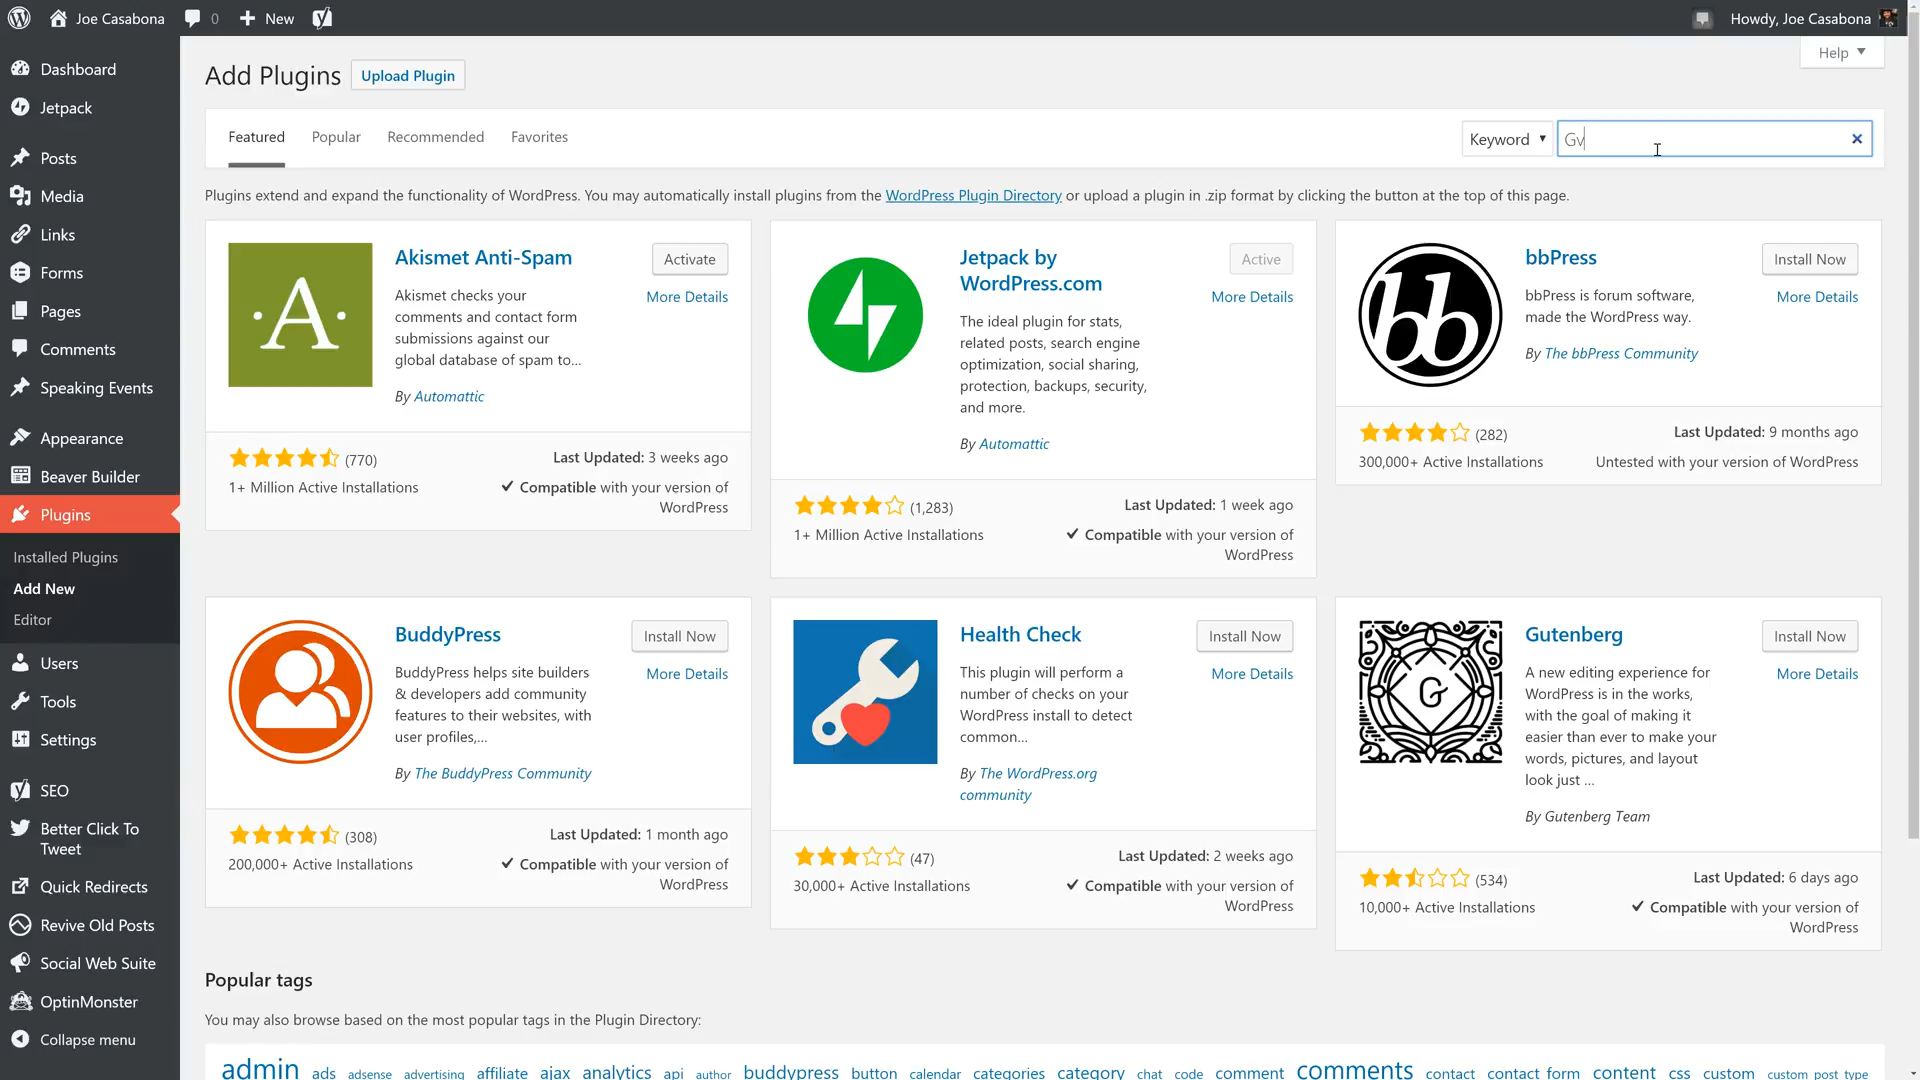 Joe Casabona
0
New
Howdy, Joe Casabona
Help
Dashboard
Jetpack
Posts
Media
Links
Forms
Pages
Comments
Speaking Events
Appearance
Beaver Builder
Plugins
Installed Plugins
Add New
Editor
Users
Tools
Settings
SEO
Better Click To
Tweet
Quick Redirects
Revive Old Posts
Social Web Suite
OptinMonster
Collapse menu
Add Plugins
Upload Plugin
Featured
Popular
Recommended
Favorites
Keyword
Gv
Plugins extend and expand the functionality of WordPress. You may automatically install plugins from the WordPress Plugin Directory or upload a plugin in .zip format by clicking the button at the top of this page.
·A·
Akismet Anti-Spam
Activate
More Details
Akismet checks your
comments and contact form
submissions against our
global database of spam to...
By Automattic
(770)
1+ Million Active Installations
Last Updated: 3 weeks ago
Compatible with your version of
WordPress
Jetpack by
WordPress.com
Active
More Details
The ideal plugin for stats,
related posts, search engine
optimization, social sharing,
protection, backups, security,
and more.
By Automattic
(1,283)
1+ Million Active Installations
Last Updated: 1 week ago
Compatible with your version of
WordPress
bb
bbPress
Install Now
More Details
bbPress is forum software,
made the WordPress way.
By The bbPress Community
(282)
300,000+ Active Installations
Last Updated: 9 months ago
Untested with your version of WordPress
BuddyPress
Install Now
More Details
BuddyPress helps site builders
& developers add community
features to their websites, with
user profiles,...
By The BuddyPress Community
(308)
200,000+ Active Installations
Last Updated: 1 month ago
Compatible with your version of
WordPress
Health Check
Install Now
More Details
This plugin will perform a
number of checks on your
WordPress install to detect
common...
By The WordPress.org
community
(47)
30,000+ Active Installations
Last Updated: 2 weeks ago
Compatible with your version of
WordPress
G
Gutenberg
Install Now
More Details
A new editing experience for
WordPress is in the works,
with the goal of making it
easier than ever to make your
words, pictures, and layout
look just ...
By Gutenberg Team
(534)
10,000+ Active Installations
Last Updated: 6 days ago
Compatible with your version of
WordPress
Popular tags
You may also browse based on the most popular tags in the Plugin Directory:
admin ads adsense advertising affiliate ajax analytics api author buddypress button calendar categories category chat code comment comments contact contact form content css custom custom post type